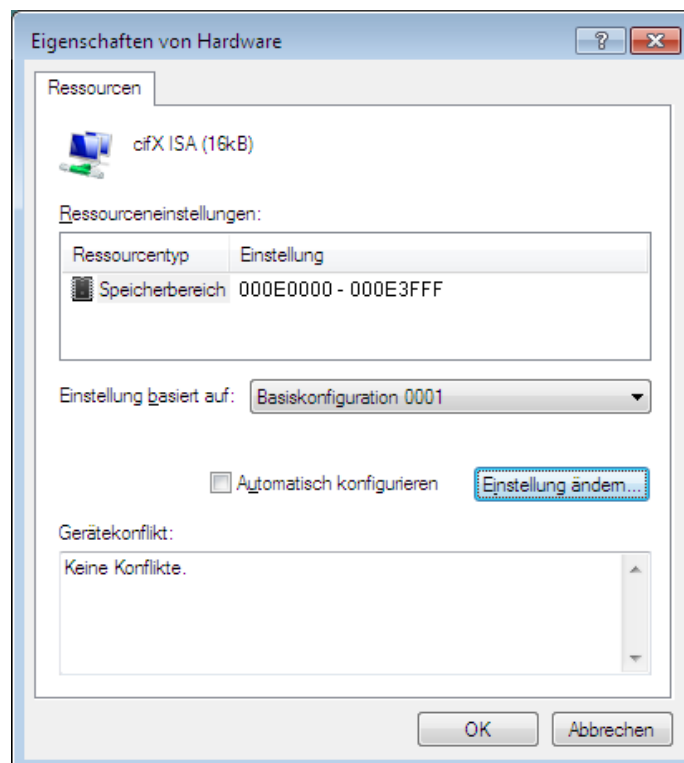 Eigenschaften von Hardware
?
Ressourcen
cifX ISA (16kB)
Ressourceneinstellungen:
Ressourcentyp Einstellung
Speicherbereich 000E0000 - 000E3FFF
Einstellung basiert auf: Basiskonfiguration 0001
Automatisch konfigurieren Einstellung ändern...
Gerätekonflikt:
Keine Konflikte.
OK Abbrechen